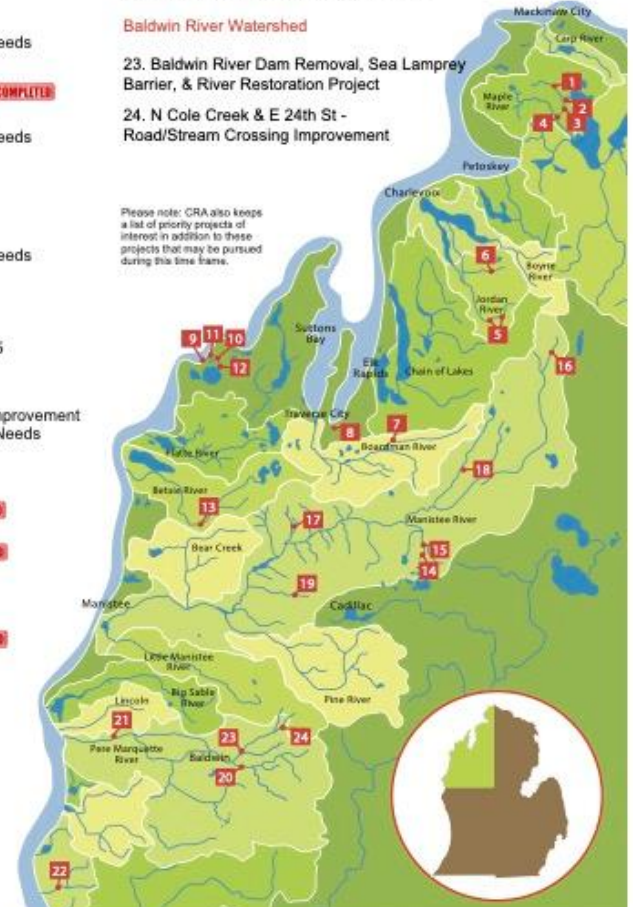 eeds
COMPLETED
eeds
eeds
provement
Needs
Baldwin River Watershed
23. Baldwin River Dam Removal, Sea Lamprey
Barrier, & River Restoration Project
24. N Cole Creek & E 24th St -
Road/Stream Crossing Improvement
Please note: CRA also keeps
a list of priority projects of
interest in addition to these
projects that may be pursued
during this time frame.
Mackinaw City
Carp River
1
Maple
River
2
4
3
Petoskey
Charlevoix
6
Boyne
River
Jordan
River
5
9
11
10
12
Suttons
Bay
Elk
Rapids
Chain of Lakes
16
Traverse City
8
7
Boardman River
Platte River
18
Betsie River
13
17
Manistee River
Bear Creek
15
14
19
Manistee
Cadillac
Little Manistee
River
Big Sable
River
Pine River
Lincoln
21
Pere Marquette
River
23
24
Baldwin
20
22